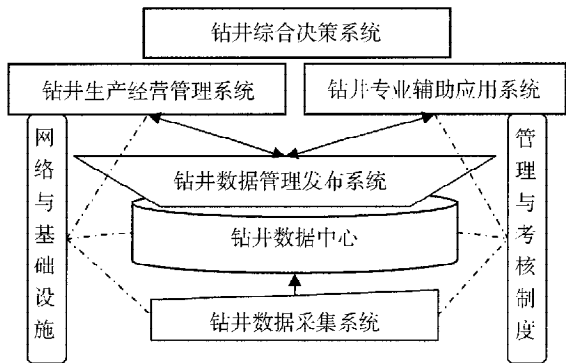 钻井综合决策系统
钻井生产经营管理系统
钻井专业辅助应用系统
网络与基础设施
钻井数据管理发布系统
钻井数据中心
钻井数据采集系统
管理与考核制度